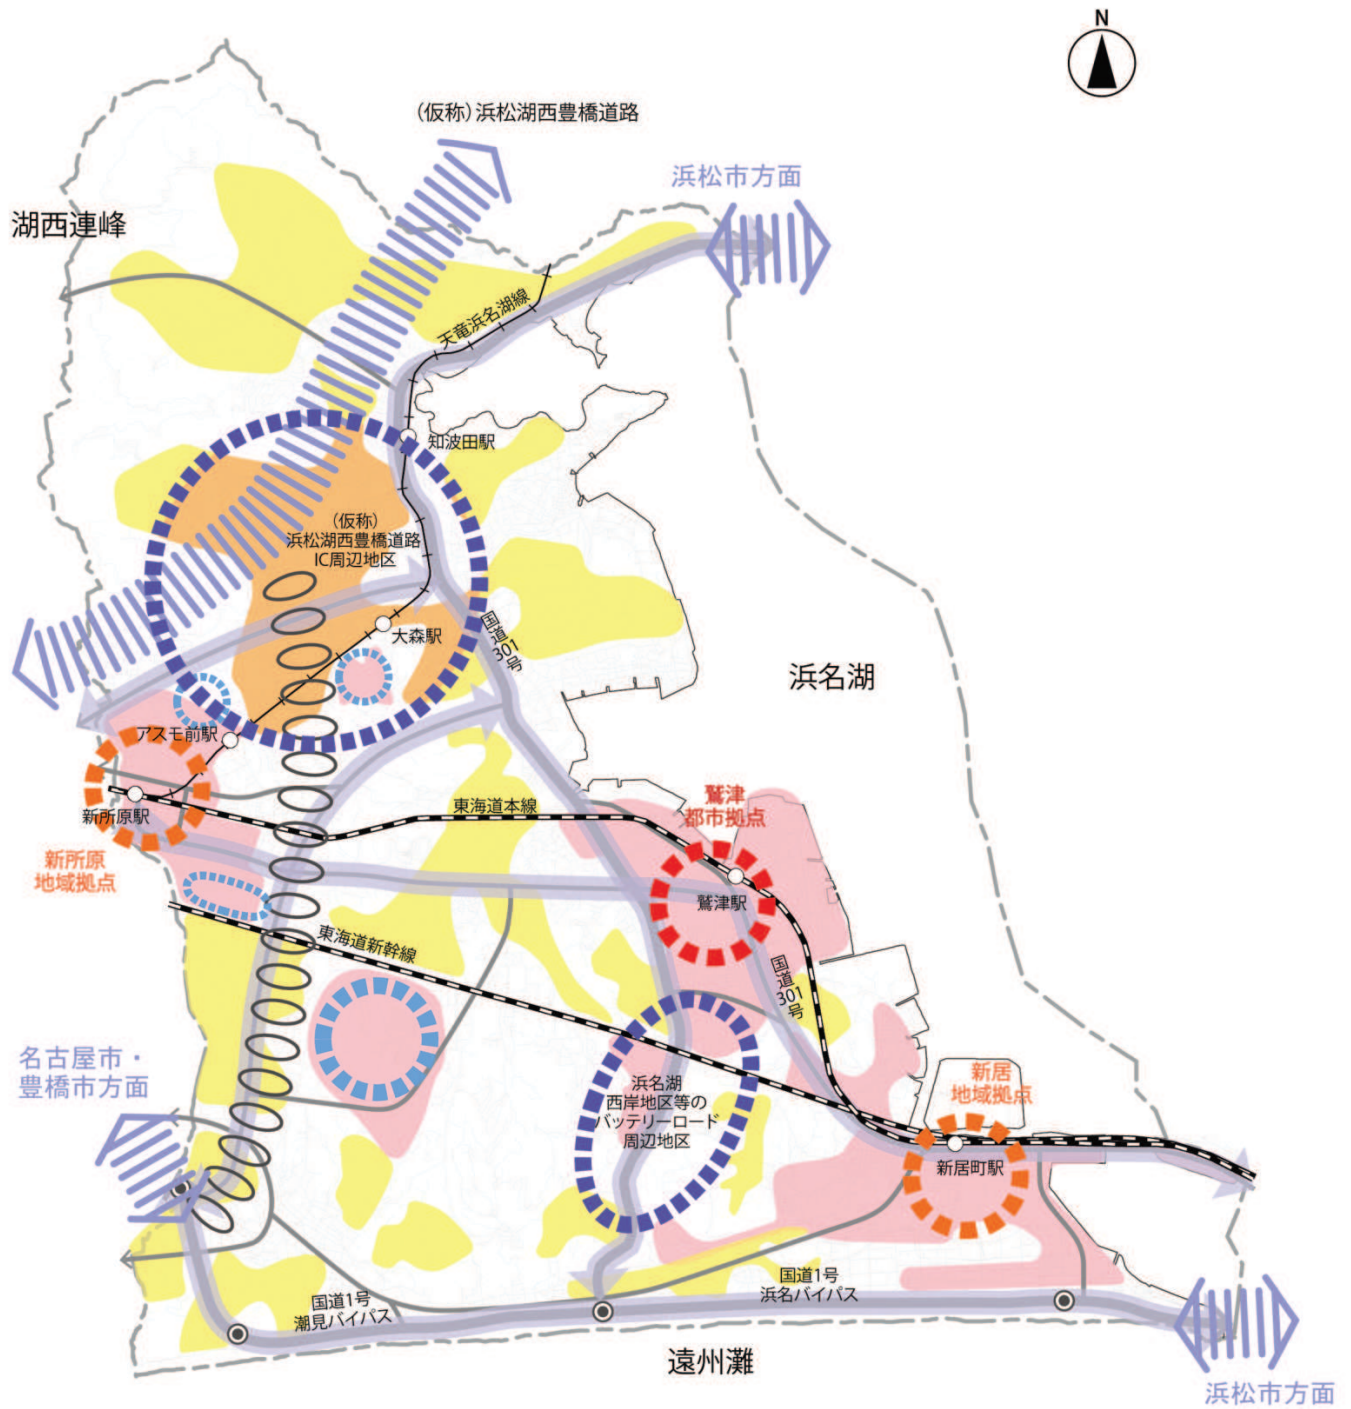 N
(仮称)浜松湖西豊橋道路
浜松市方面
湖西連峰
天竜浜名湖線
知波田駅
(仮称)
浜松湖西豊橋道路
IC周辺地区
国道301号
大森駅
浜名湖
アスモ前駅
新所原駅
新所原
地域拠点
東海道本線
鷲津
都市拠点
鷲津駅
東海道新幹線
国道301号
名古屋市・
豊橋市方面
浜名湖
西岸地区等の
バッテリーロード
周辺地区
新居
地域拠点
新居町駅
国道1号
潮見バイパス
国道1号
浜名バイパス
遠州灘
浜松市方面